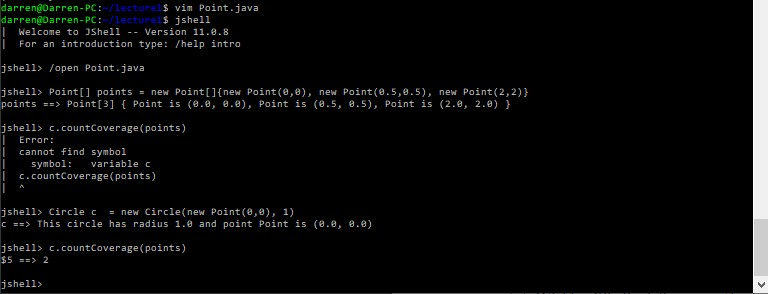 darren@Darren-PC:~/lecture1$ vim Point.java
darren@Darren-PC:~/lecture1$ jshell
|  Welcome to JShell -- Version 11.0.8
|  For an introduction type: /help intro
jshell> /open Point.java
jshell> Point[] points = new Point[]{new Point(0,0), new Point(0.5,0.5), new Point(2,2)}
points ==> Point[3] { Point is (0.0, 0.0), Point is (0.5, 0.5), Point is (2.0, 2.0) }
jshell> c.countCoverage(points)
|  Error:
|  cannot find symbol
|    symbol:   variable c
|  c.countCoverage(points)
|  ^
jshell> Circle c  = new Circle(new Point(0,0), 1)
c ==> This circle has radius 1.0 and point Point is (0.0, 0.0)
jshell> c.countCoverage(points)
$5 ==> 2
jshell>